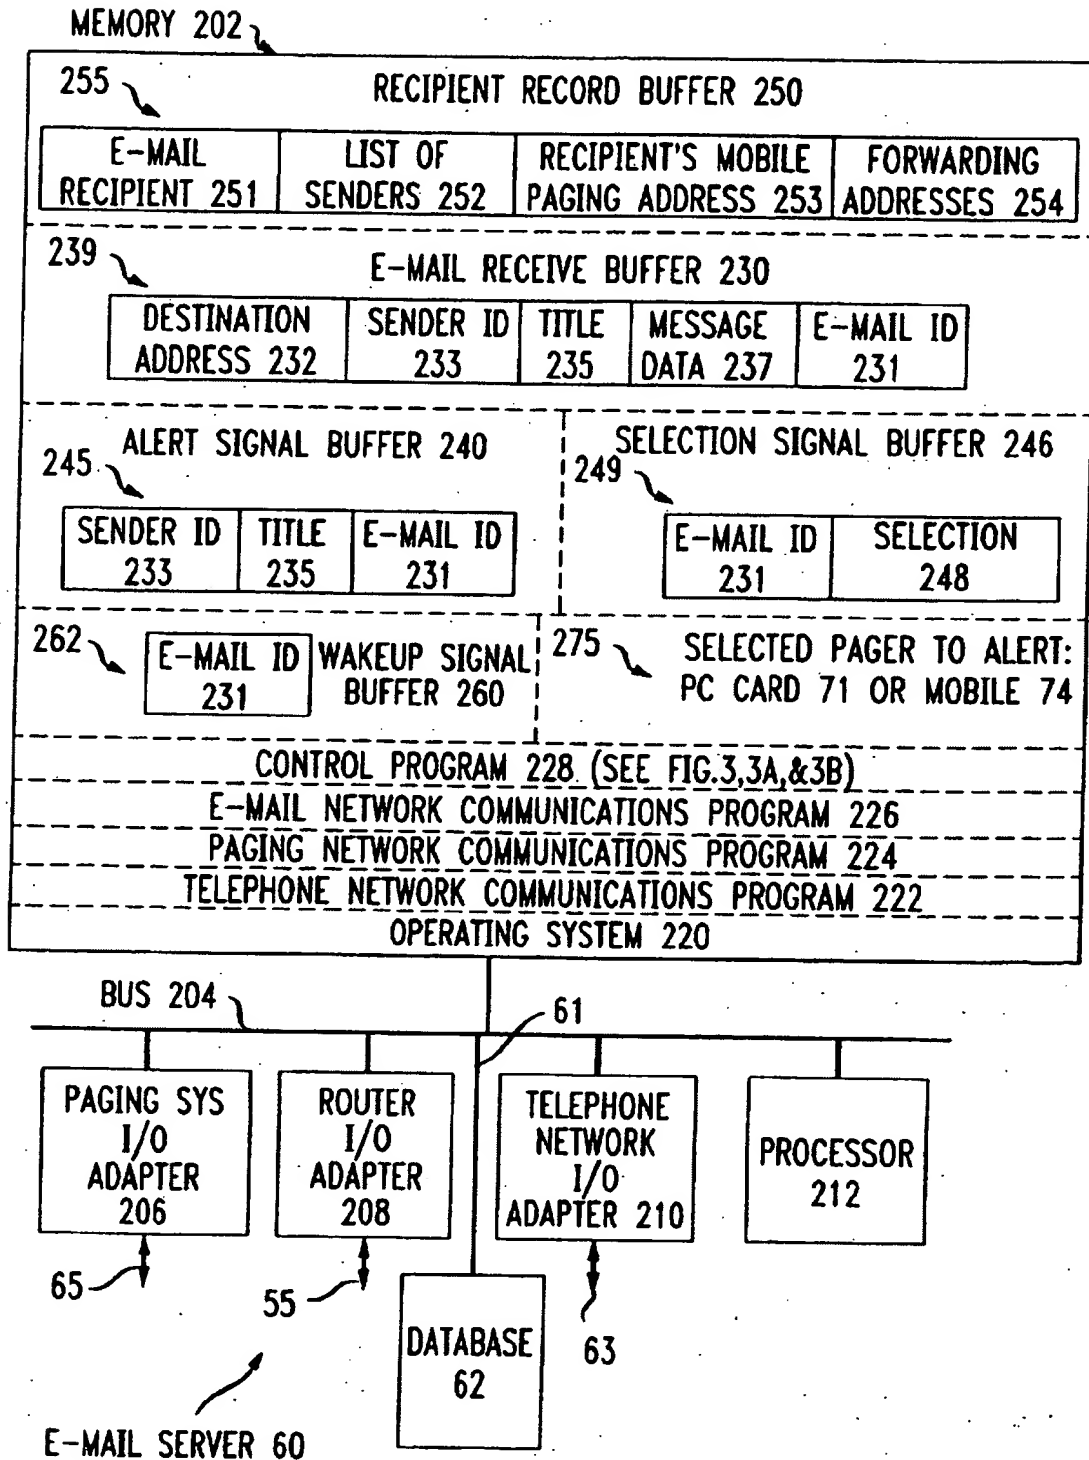 MEMORY 202
255
RECIPIENT RECORD BUFFER 250
E-MAIL
RECIPIENT 251
LIST OF
SENDERS 252
RECIPIENT'S MOBILE
PAGING ADDRESS 253
FORWARDING
ADDRESSES 254
239
E-MAIL RECEIVE BUFFER 230
DESTINATION
ADDRESS 232
SENDER ID
233
TITLE
235
MESSAGE
DATA 237
E-MAIL ID
231
ALERT SIGNAL BUFFER 240
245
SENDER ID
233
TITLE
235
E-MAIL ID
231
SELECTION SIGNAL BUFFER 246
249
E-MAIL ID
231
SELECTION
248
262
E-MAIL ID
231
WAKEUP SIGNAL
BUFFER 260
275
SELECTED PAGER TO ALERT:
PC CARD 71 OR MOBILE 74
CONTROL PROGRAM 228 (SEE FIG.3,3A,&3B)
E-MAIL NETWORK COMMUNICATIONS PROGRAM 226
PAGING NETWORK COMMUNICATIONS PROGRAM 224
TELEPHONE NETWORK COMMUNICATIONS PROGRAM 222
OPERATING SYSTEM 220
BUS 204
61
PAGING SYS
I/O
ADAPTER
206
ROUTER
I/O
ADAPTER
208
TELEPHONE
NETWORK
I/O
ADAPTER 210
PROCESSOR
212
65
55
63
DATABASE
62
E-MAIL SERVER 60